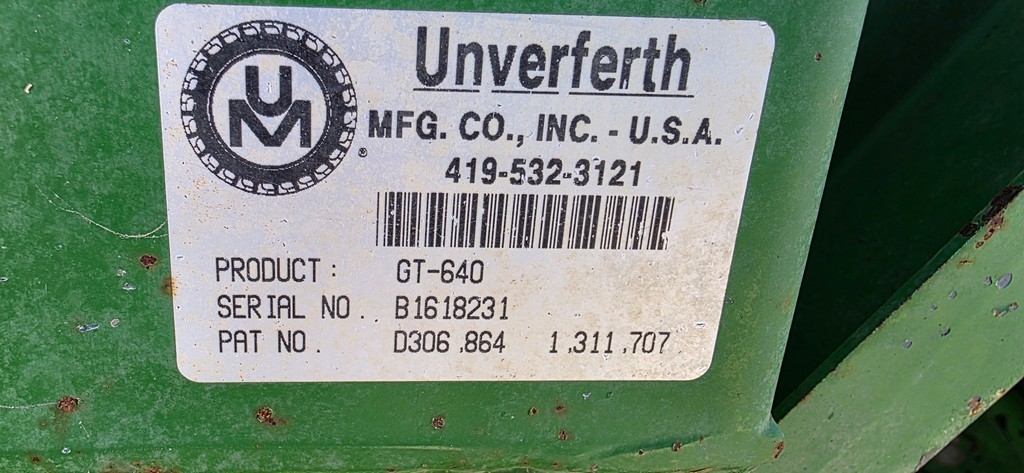 UM
®
Unverferth
MFG. CO., INC. - U.S.A.
419-532-3121
PRODUCT: GT-640
SERIAL NO. B1618231
PAT NO. D306,864 1,311,707